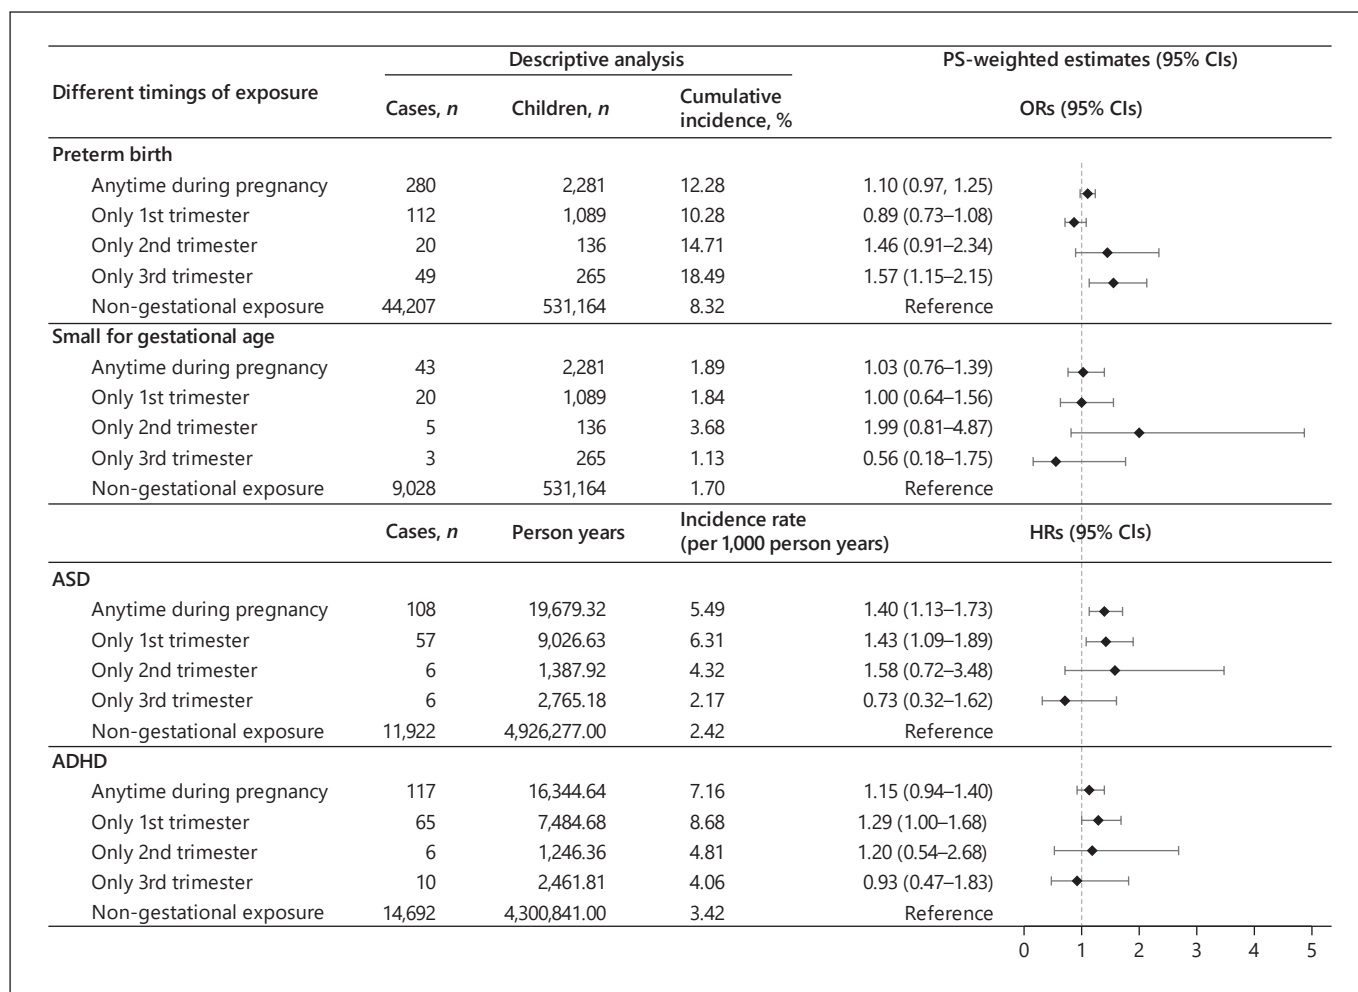 Descriptive analysis PS-weighted estimates (95% CIs)
Different timings of exposure Cases, n Children, n Cumulative incidence, % ORs (95% CIs)
Preterm birth
Anytime during pregnancy 280 2,281 12.28 1.10 (0.97, 1.25)
Only 1st trimester 112 1,089 10.28 0.89 (0.73–1.08)
Only 2nd trimester 20 136 14.71 1.46 (0.91–2.34)
Only 3rd trimester 49 265 18.49 1.57 (1.15–2.15)
Non-gestational exposure 44,207 531,164 8.32 Reference
Small for gestational age
Anytime during pregnancy 43 2,281 1.89 1.03 (0.76–1.39)
Only 1st trimester 20 1,089 1.84 1.00 (0.64–1.56)
Only 2nd trimester 5 136 3.68 1.99 (0.81–4.87)
Only 3rd trimester 3 265 1.13 0.56 (0.18–1.75)
Non-gestational exposure 9,028 531,164 1.70 Reference
Cases, n Person years Incidence rate (per 1,000 person years) HRs (95% CIs)
ASD
Anytime during pregnancy 108 19,679.32 5.49 1.40 (1.13–1.73)
Only 1st trimester 57 9,026.63 6.31 1.43 (1.09–1.89)
Only 2nd trimester 6 1,387.92 4.32 1.58 (0.72–3.48)
Only 3rd trimester 6 2,765.18 2.17 0.73 (0.32–1.62)
Non-gestational exposure 11,922 4,926,277.00 2.42 Reference
ADHD
Anytime during pregnancy 117 16,344.64 7.16 1.15 (0.94–1.40)
Only 1st trimester 65 7,484.68 8.68 1.29 (1.00–1.68)
Only 2nd trimester 6 1,246.36 4.81 1.20 (0.54–2.68)
Only 3rd trimester 10 2,461.81 4.06 0.93 (0.47–1.83)
Non-gestational exposure 14,692 4,300,841.00 3.42 Reference
0 1 2 3 4 5